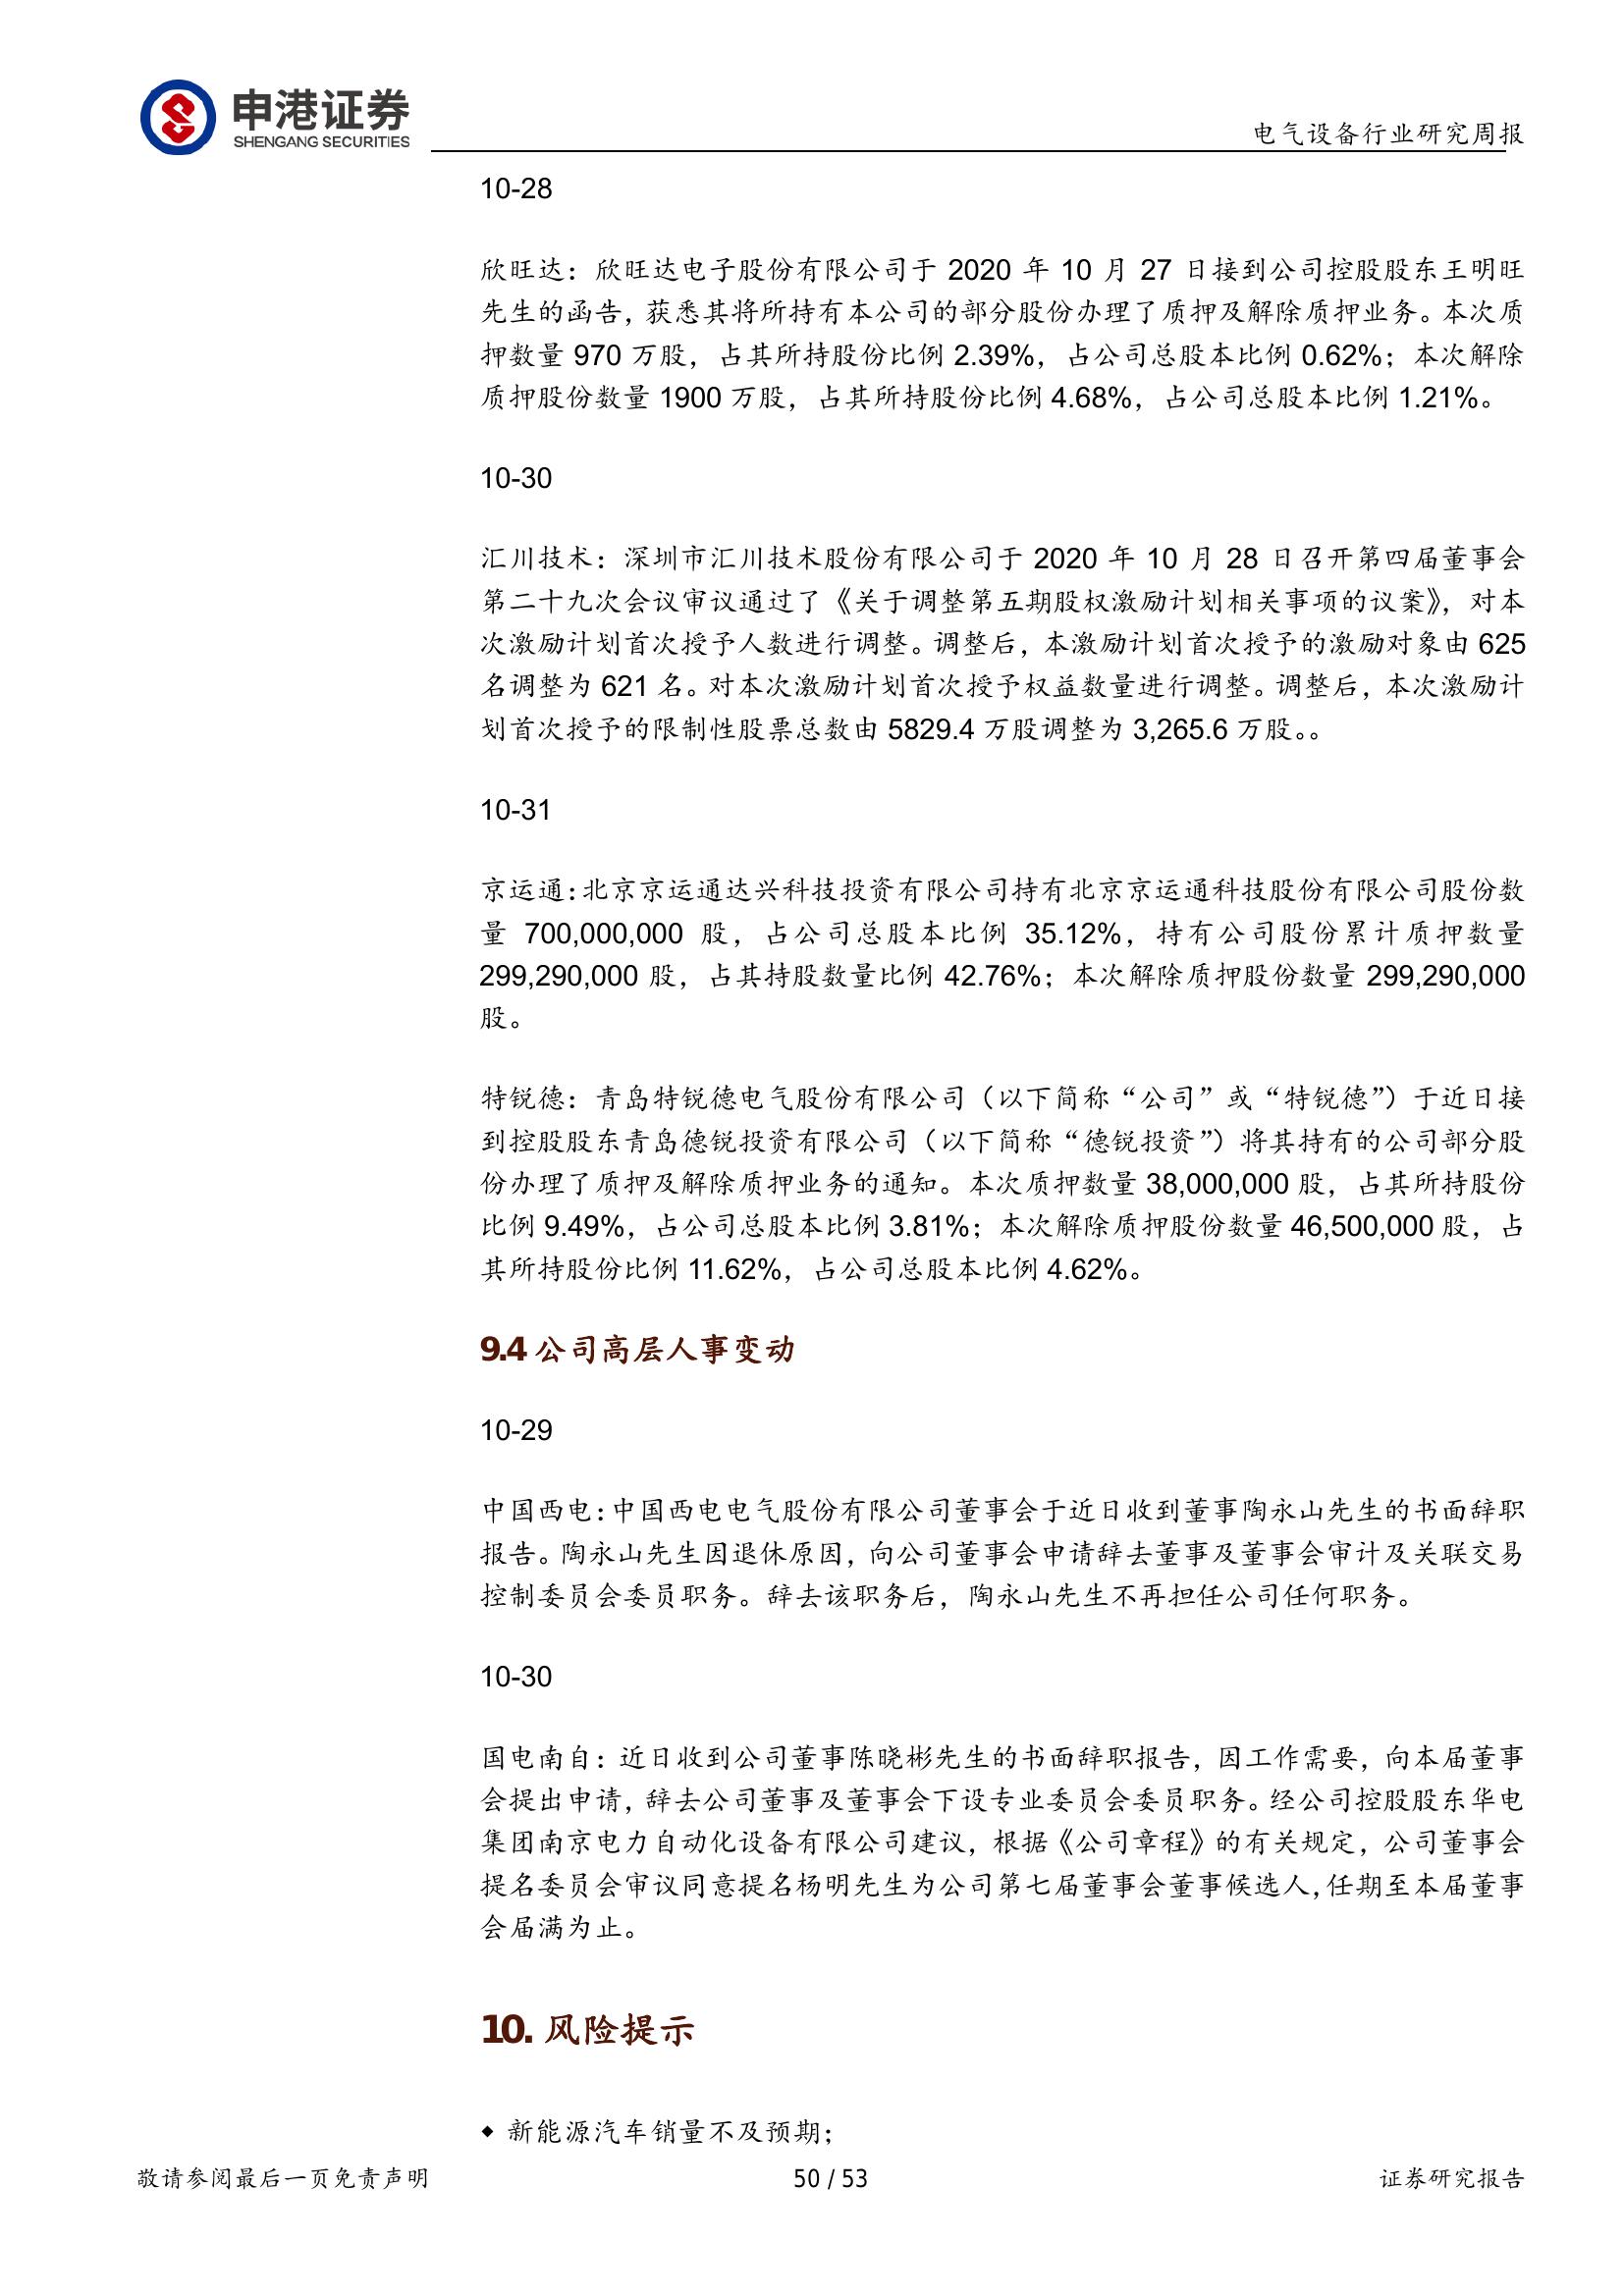 申港证券
SHENGANG SECURITIES
电气设备行业研究周报
10-28
欣旺达：欣旺达电子股份有限公司于 2020 年 10 月 27 日接到公司控股股东王明旺
先生的函告，获悉其将所持有本公司的部分股份办理了质押及解除质押业务。本次质
押数量 970 万股，占其所持股份比例 2.39%，占公司总股本比例 0.62%；本次解除
质押股份数量 1900 万股，占其所持股份比例 4.68%，占公司总股本比例 1.21%。
10-30
汇川技术：深圳市汇川技术股份有限公司于 2020 年 10 月 28 日召开第四届董事会
第二十九次会议审议通过了《关于调整第五期股权激励计划相关事项的议案》，对本
次激励计划首次授予人数进行调整。调整后，本激励计划首次授予的激励对象由 625
名调整为 621 名。对本次激励计划首次授予权益数量进行调整。调整后，本次激励计
划首次授予的限制性股票总数由 5829.4 万股调整为 3,265.6 万股。。
10-31
京运通：北京京运通达兴科技投资有限公司持有北京京运通科技股份有限公司股份数
量 700,000,000 股，占公司总股本比例 35.12%，持有公司股份累计质押数量
299,290,000 股，占其持股数量比例 42.76%；本次解除质押股份数量 299,290,000
股。
特锐德：青岛特锐德电气股份有限公司（以下简称“公司”或“特锐德”）于近日接
到控股股东青岛德锐投资有限公司（以下简称“德锐投资”）将其持有的公司部分股
份办理了质押及解除质押业务的通知。本次质押数量 38,000,000 股，占其所持股份
比例 9.49%，占公司总股本比例 3.81%；本次解除质押股份数量 46,500,000 股，占
其所持股份比例 11.62%，占公司总股本比例 4.62%。
9.4 公司高层人事变动
10-29
中国西电：中国西电电气股份有限公司董事会于近日收到董事陶永山先生的书面辞职
报告。陶永山先生因退休原因，向公司董事会申请辞去董事及董事会审计及关联交易
控制委员会委员职务。辞去该职务后，陶永山先生不再担任公司任何职务。
10-30
国电南自：近日收到公司董事陈晓彬先生的书面辞职报告，因工作需要，向本届董事
会提出申请，辞去公司董事及董事会下设专业委员会委员职务。经公司控股股东华电
集团南京电力自动化设备有限公司建议，根据《公司章程》的有关规定，公司董事会
提名委员会审议同意提名杨明先生为公司第七届董事会董事候选人，任期至本届董事
会届满为止。
10. 风险提示
◆ 新能源汽车销量不及预期；
敬请参阅最后一页免责声明
50 / 53
证券研究报告